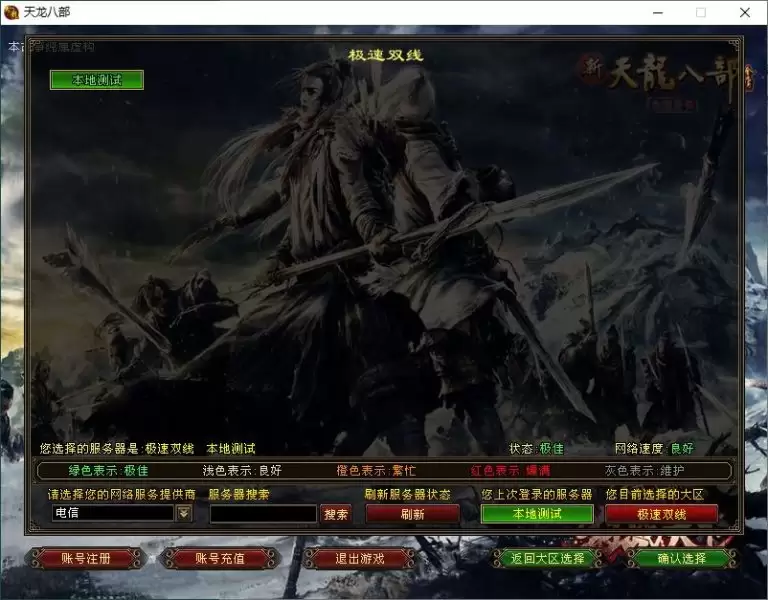 天龙八部
极速双线
本地测试
新天龍八部
您选择的服务器是:极速双线 本地测试 状态:极佳 网络速度:良好
绿色表示:极佳 浅色表示:良好 橙色表示:繁忙 红色表示:爆满 灰色表示:维护
请选择您的网络服务提供商 服务器搜索 刷新服务器状态 您上次登录的服务器 您目前选择的大区
电信 搜索 刷新 本地测试 极速双线
账号注册 账号充值 退出游戏 返回大区选择 确认选择